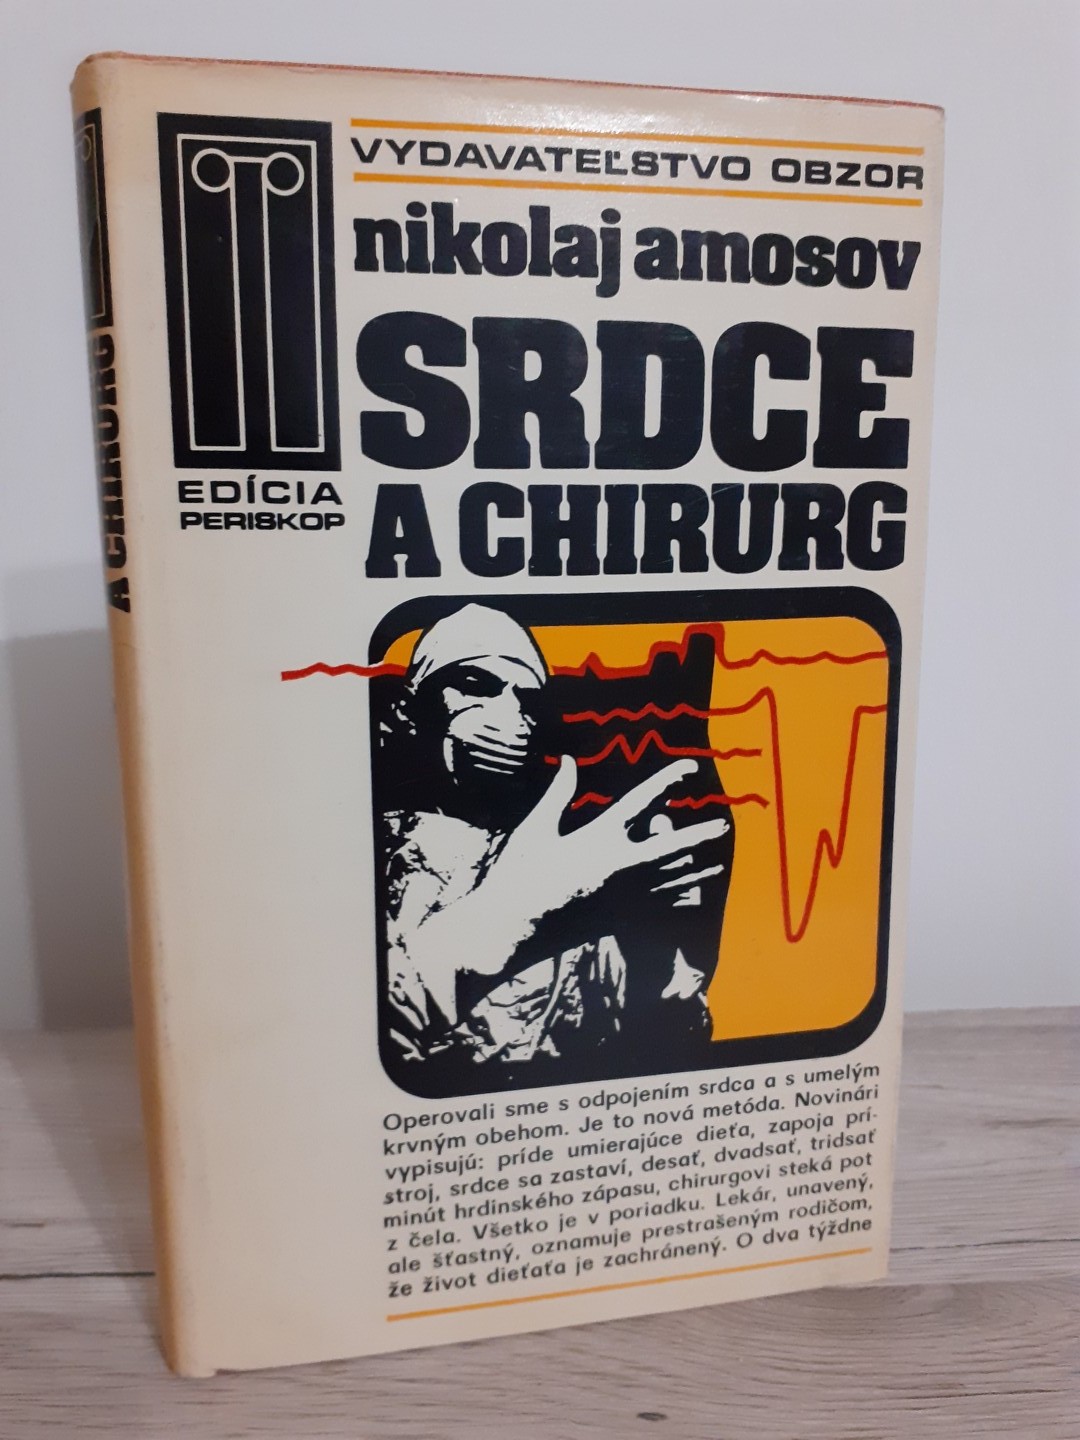 VYDAVATEĽSTVO OBZOR
nikolaj amosov
SRDCE
A CHIRURG
EDÍCIA
PERISKOP
A CHIRURG
Operovali sme s odpojením srdca a s umelým
krvným obehom. Je to nová metóda. Novinári
vypisujú: príde umierajúce dieťa, zapoja prí-
stroj, srdce sa zastaví, desať, dvadsať, tridsať
minút hrdinského zápasu, chirurgovi steká pot
z čela. Všetko je v poriadku. Lekár, unavený,
ale šťastný, oznamuje prestrašeným rodičom,
že život dieťaťa je zachránený. O dva týždne